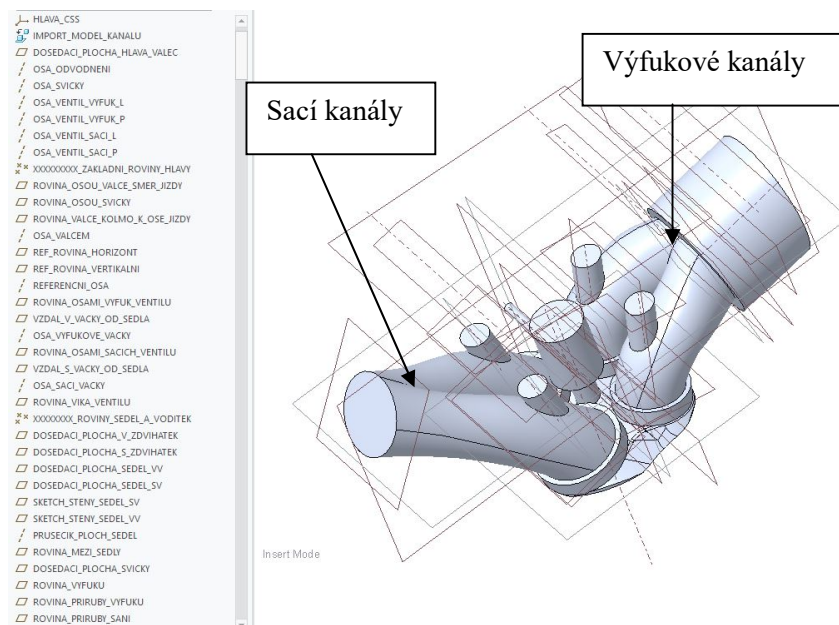 HLAVA_CSS
IMPORT_MODEL_KANALU
DOSEDACI_PLOCHA_HLAVA_VALEC
OSA_ODVODNENI
OSA_SVICKY
OSA_VENTIL_VYFUK_L
OSA_VENTIL_VYFUK_P
OSA_VENTIL_SACI_L
OSA_VENTIL_SACI_P
XXXXXXXXX_ZAKLADNI_ROVINY_HLAVY
ROVINA_OSOU_VALCE_SMER_JIZDY
ROVINA_OSOU_SVICKY
ROVINA_VALCE_KOLMO_K_OSE_JIZDY
OSA_VALCEM
REF_ROVINA_HORIZONT
REF_ROVINA_VERTIKALNI
REFERENCNI_OSA
ROVINA_OSAMI_VYFUK_VENTILU
VZDAL_V_VACKY_OD_SEDLA
OSA_VYFUKOVE_VACKY
ROVINA_OSAMI_SACICH_VENTILU
VZDAL_S_VACKY_OD_SEDLA
OSA_SACI_VACKY
ROVINA_VIKA_VENTILU
XXXXXXXX_ROVINY_SEDEL_A_VODITEK
DOSEDACI_PLOCHA_V_ZDVIHATEK
DOSEDACI_PLOCHA_S_ZDVIHATEK
DOSEDACI_PLOCHA_SEDEL_VV
DOSEDACI_PLOCHA_SEDEL_SV
SKETCH_STENY_SEDEL_SV
SKETCH_STENY_SEDEL_VV
PRUSECIK_PLOCH_SEDEL
ROVINA_MEZI_SEDLY
DOSEDACI_PLOCHA_SVICKY
ROVINA_VYFUKU
ROVINA_PRIRUBY_VYFUKU
ROVINA_PRIRUBY_SANI
Sací kanály
Výfukové kanály
Insert Mode